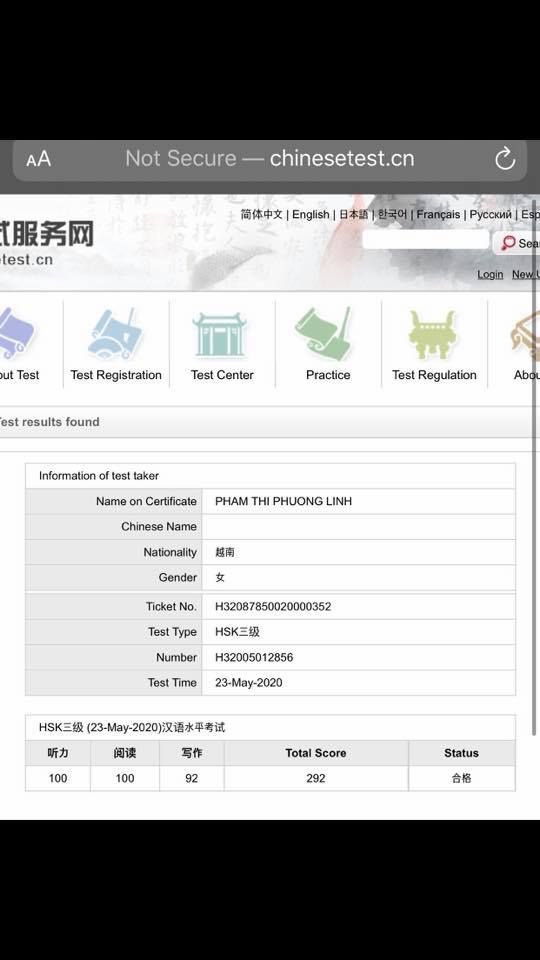 AA Not Secure — chinesetest.cn
简体中文 | English | 日本語 | 한국어 | Français | Русский | Esp
试服务网
etest.cn
Sea
Login New U
out Test Test Registration Test Center Practice Test Regulation Abou
Test results found
Information of test taker
Name on Certificate PHAM THI PHUONG LINH
Chinese Name
Nationality 越南
Gender 女
Ticket No. H32087850020000352
Test Type HSK三级
Number H32005012856
Test Time 23-May-2020
HSK三级 (23-May-2020)汉语水平考试
听力 阅读 写作 Total Score Status
100 100 92 292 合格